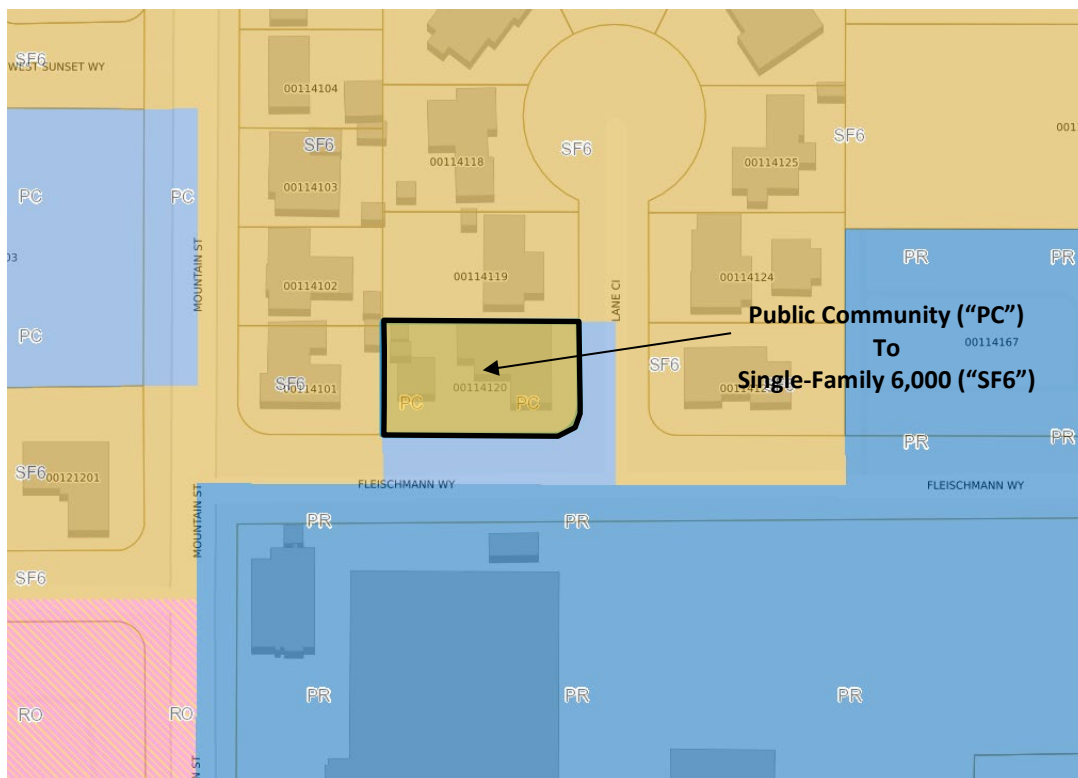 SF6
WEST SUNSET WY
00114104
SF6
00114118
SF6
00114125
SF6
PC
PC
00114103
MOUNTAIN ST
03
00114102
00114119
LANE CI
00114124
PR
PR
PC
Public Community (“PC”)
To
Single-Family 6,000 (“SF6”)
00114167
SF6
SF6
00114101
00114120
PC
PC
PR
PR
SF6
00121201
FLEISCHMANN WY
FLEISCHMANN WY
MOUNTAIN ST
PR
PR
SF6
RO
RO
PR
PR
PR